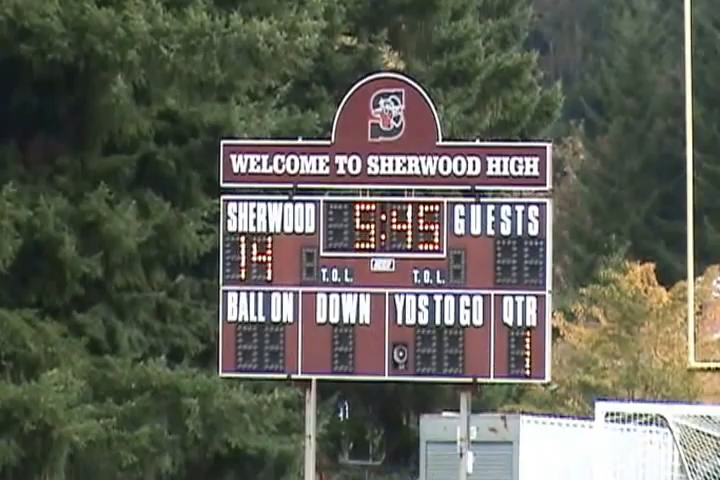 WELCOME TO SHERWOOD HIGH
SHERWOOD 5:45 GUESTS
14 T.O.L. T.O.L.
BALL ON DOWN YDS TO GO QTR
1